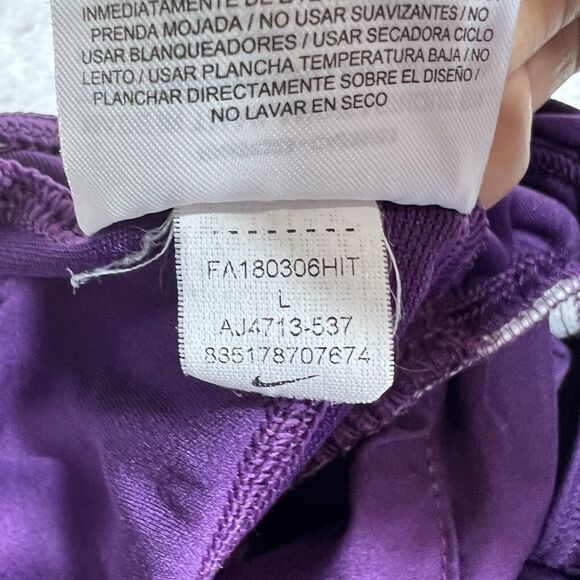 INMEDIATAMENTE DE
PRENDA MOJADA / NO USAR SUAVIZANTES / NO
USAR BLANQUEADORES / USAR SECADORA CICLO
LENTO / USAR PLANCHA TEMPERATURA BAJA / NO
PLANCHAR DIRECTAMENTE SOBRE EL DISEÑO /
NO LAVAR EN SECO
FA180306HIT
L
AJ4713-537
885178707674